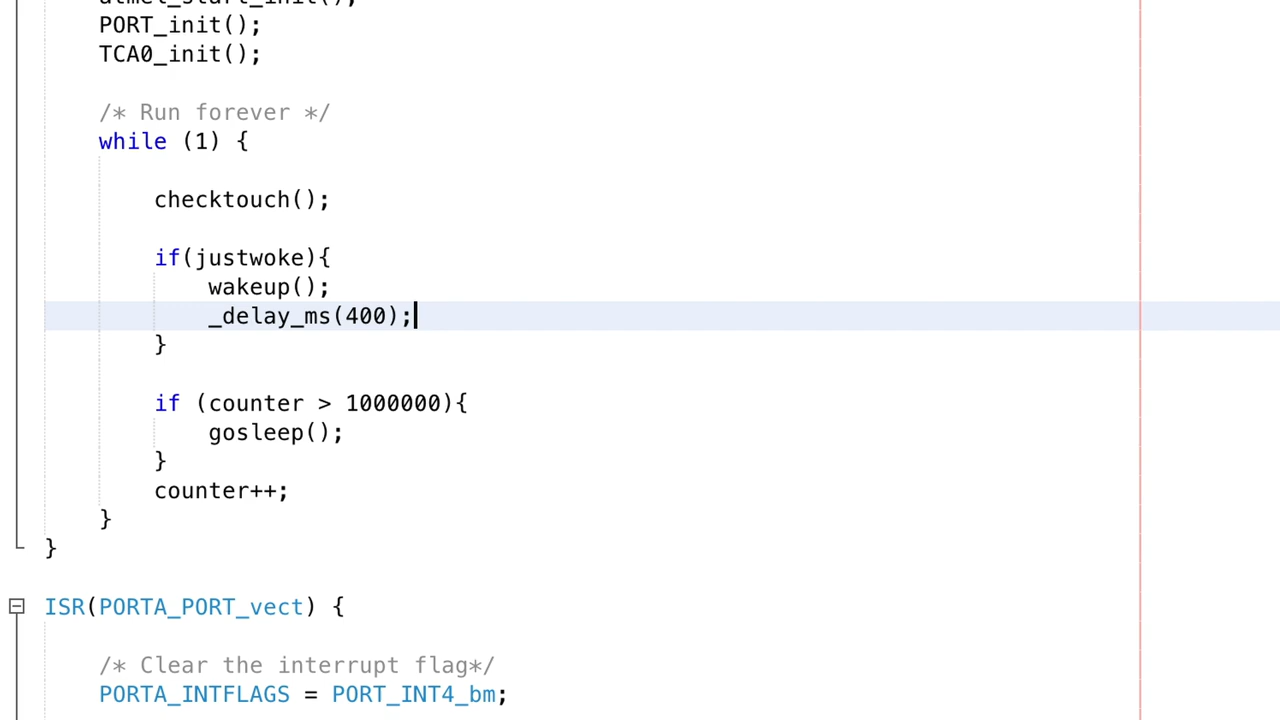 PORT_init();
TCA0_init();
/* Run forever */
while (1) {
checktouch();
if(justwoke){
wakeup();
_delay_ms(400);
}
if (counter > 1000000){
gosleep();
}
counter++;
}
}
ISR(PORTA_PORT_vect) {
/* Clear the interrupt flag*/
PORTA_INTFLAGS = PORT_INT4_bm;